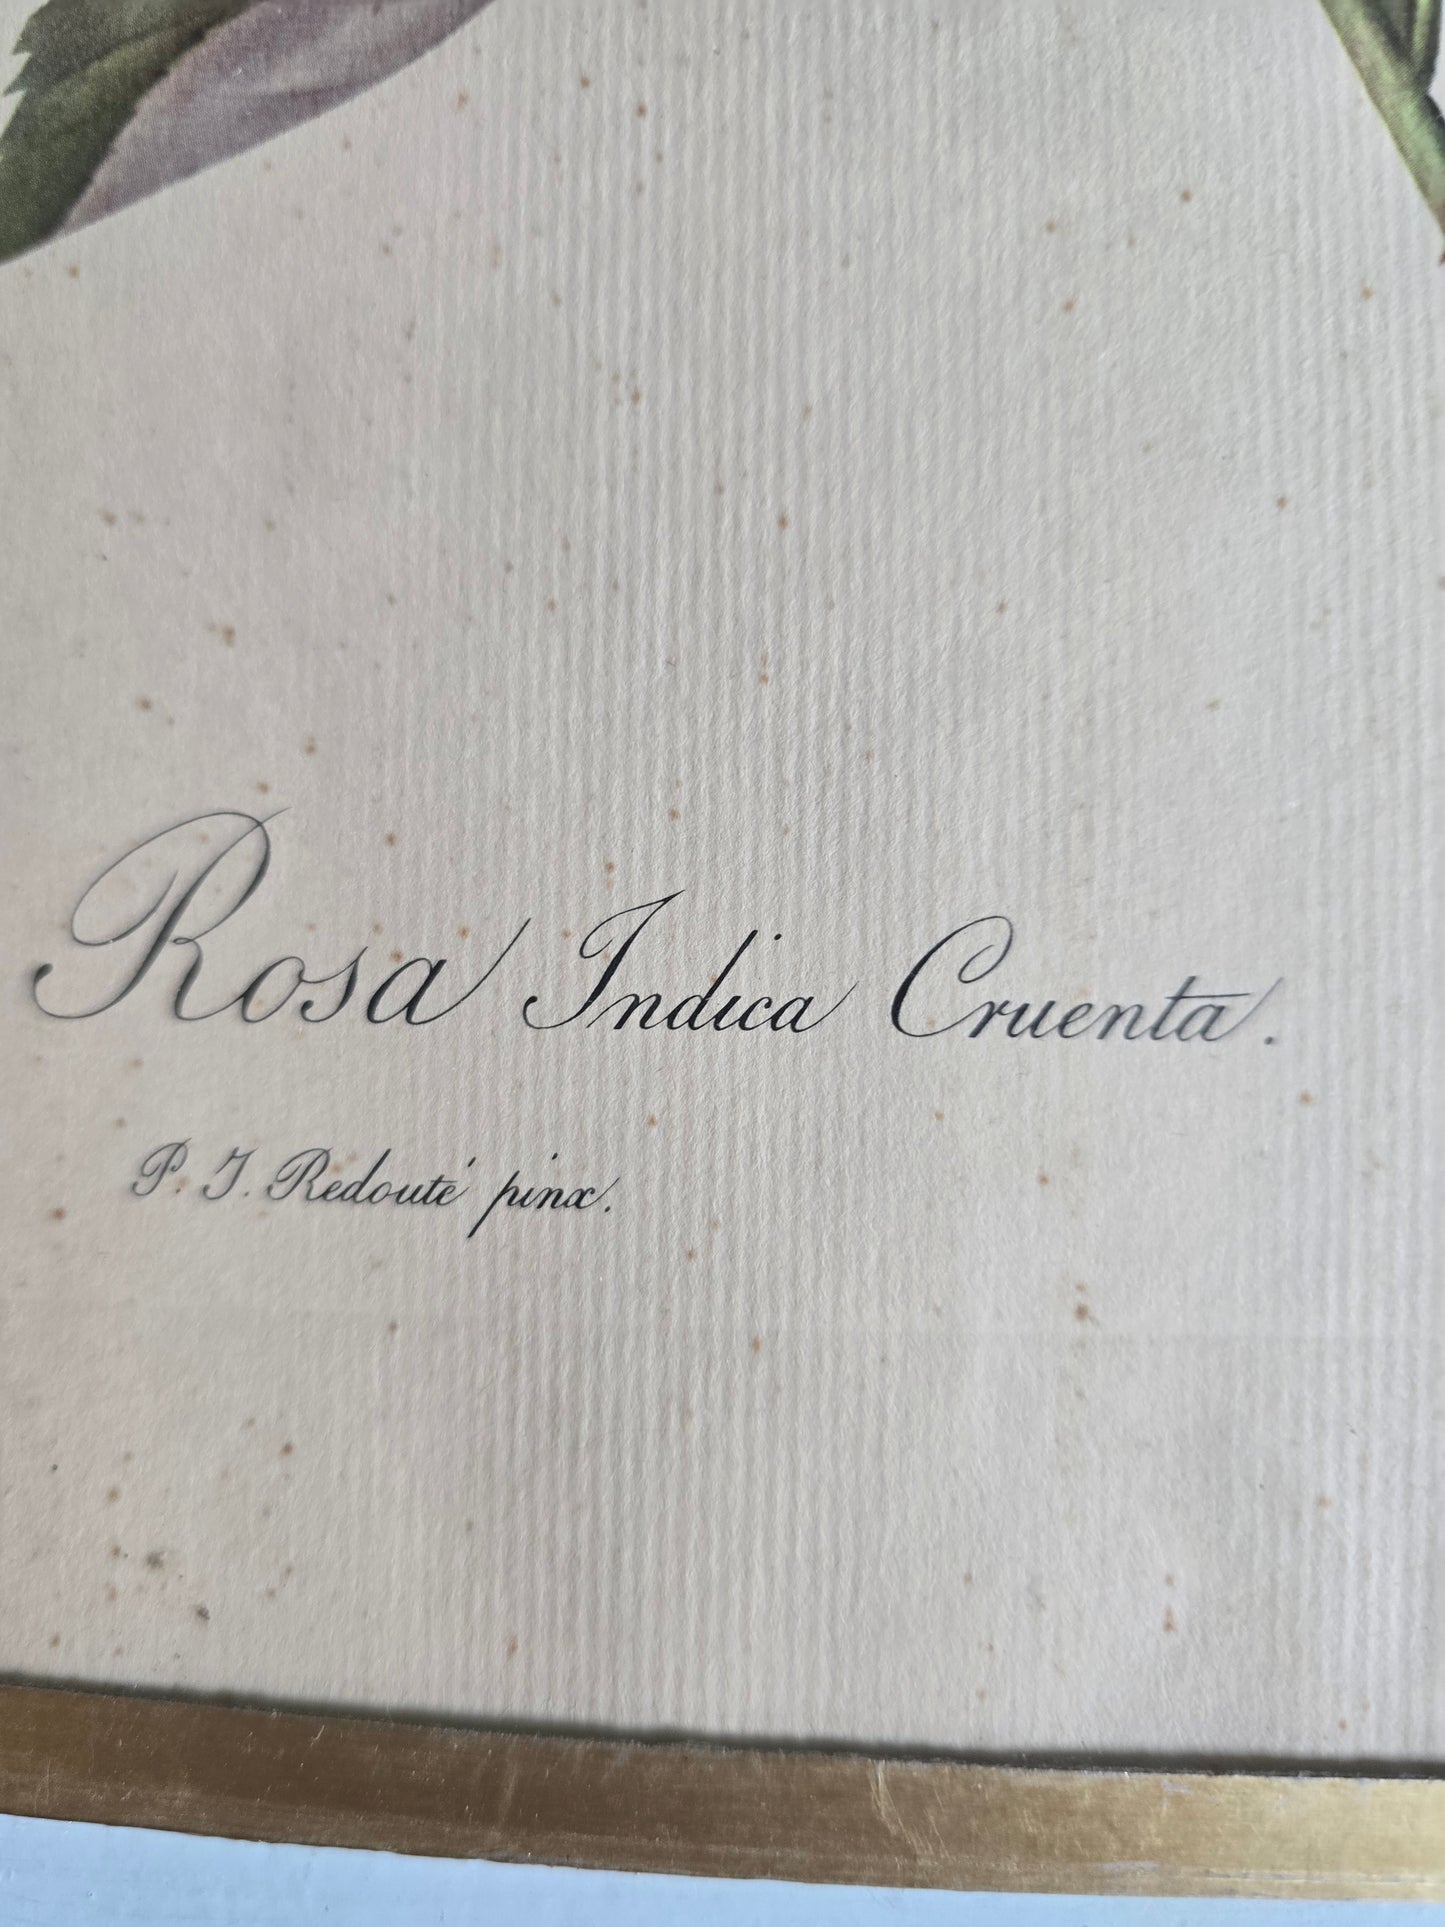 Rosa Indica Cruenta.
P. J. Redouté pinx.